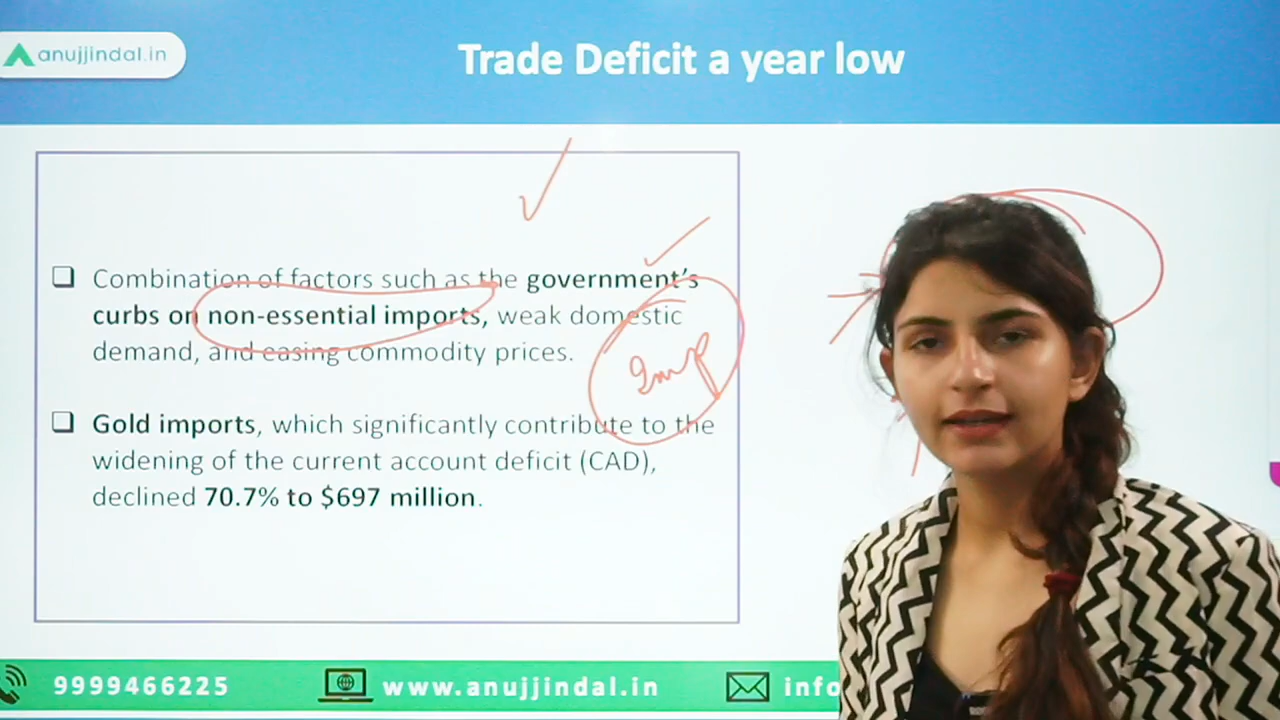 anujjindal.in
Trade Deficit a year low
Combination of factors such as the government's
curbs on non-essential imports, weak domestic
demand, and easing commodity prices.
Imp
Gold imports, which significantly contribute to the
widening of the current account deficit (CAD),
declined 70.7% to $697 million.
9999466225
www.anujjindal.in
info